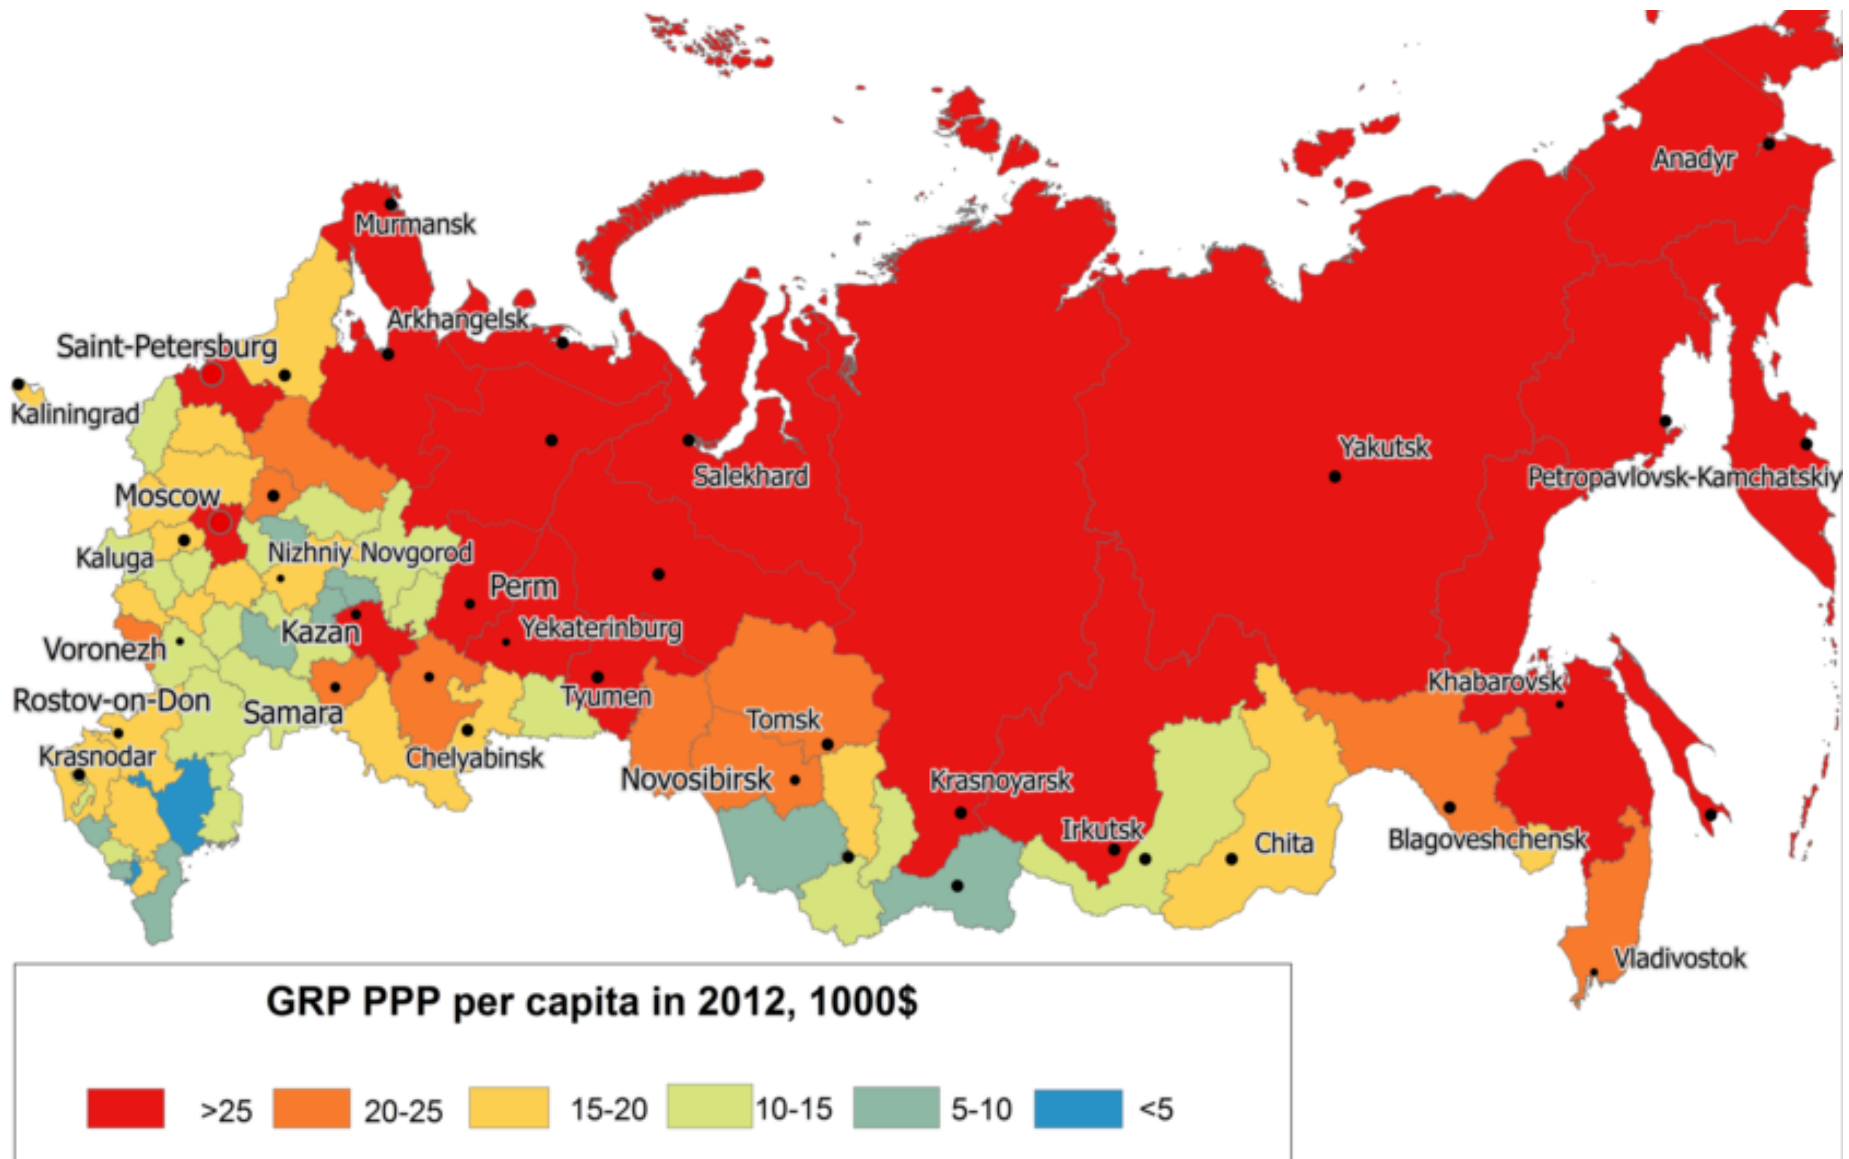 Anadyr
Murmansk
Arkhangelsk
Saint-Petersburg
Kaliningrad
Yakutsk
Salekhard
Petropavlovsk-Kamchatskiy
Moscow
Kaluga
Nizhniy Novgorod
Perm
Kazan
Yekaterinburg
Voronezh
Khabarovsk
Tyumen
Rostov-on-Don
Samara
Tomsk
Krasnodar
Chelyabinsk
Novosibirsk
Krasnoyarsk
Irkutsk
Chita
Blagoveshchensk
Vladivostok
GRP PPP per capita in 2012, 1000$
>25 20-25 15-20 10-15 5-10 <5